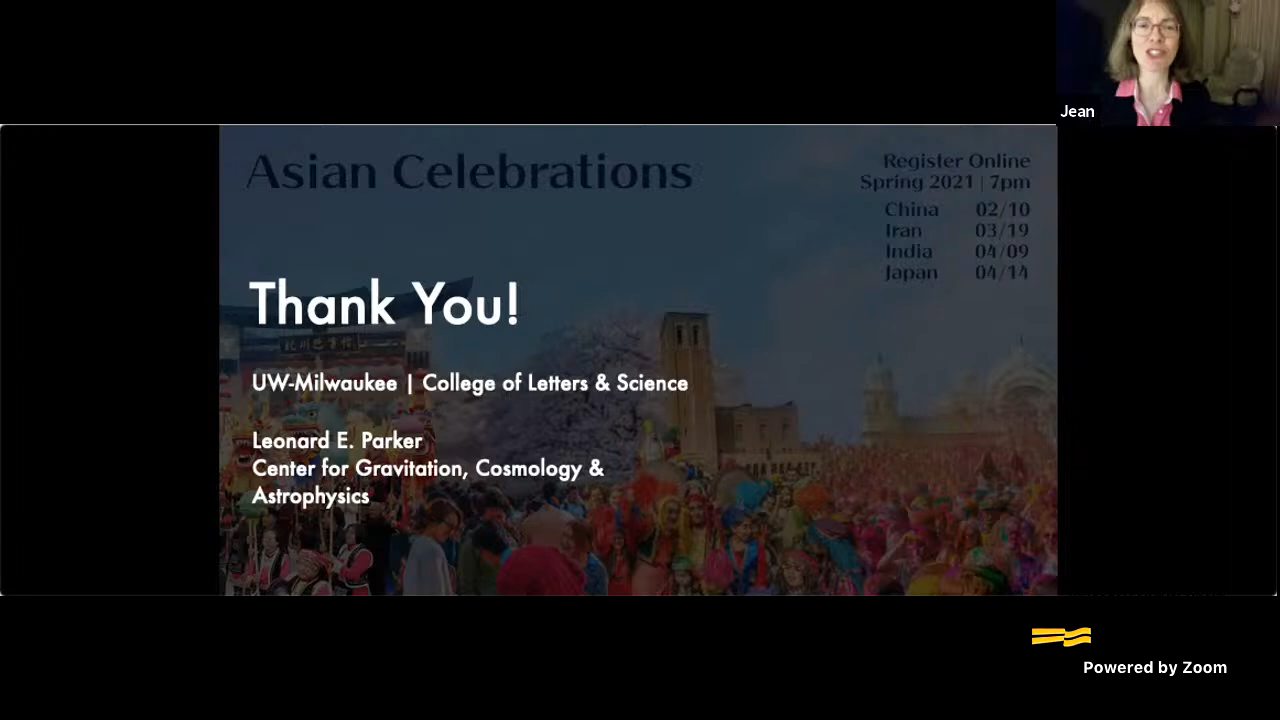 Jean
Asian Celebrations
Register Online
Spring 2021 | 7pm
China 02/10
Iran 03/19
India 04/09
Japan 04/14
Thank You!
UW-Milwaukee | College of Letters & Science
Leonard E. Parker
Center for Gravitation, Cosmology &
Astrophysics
Powered by Zoom